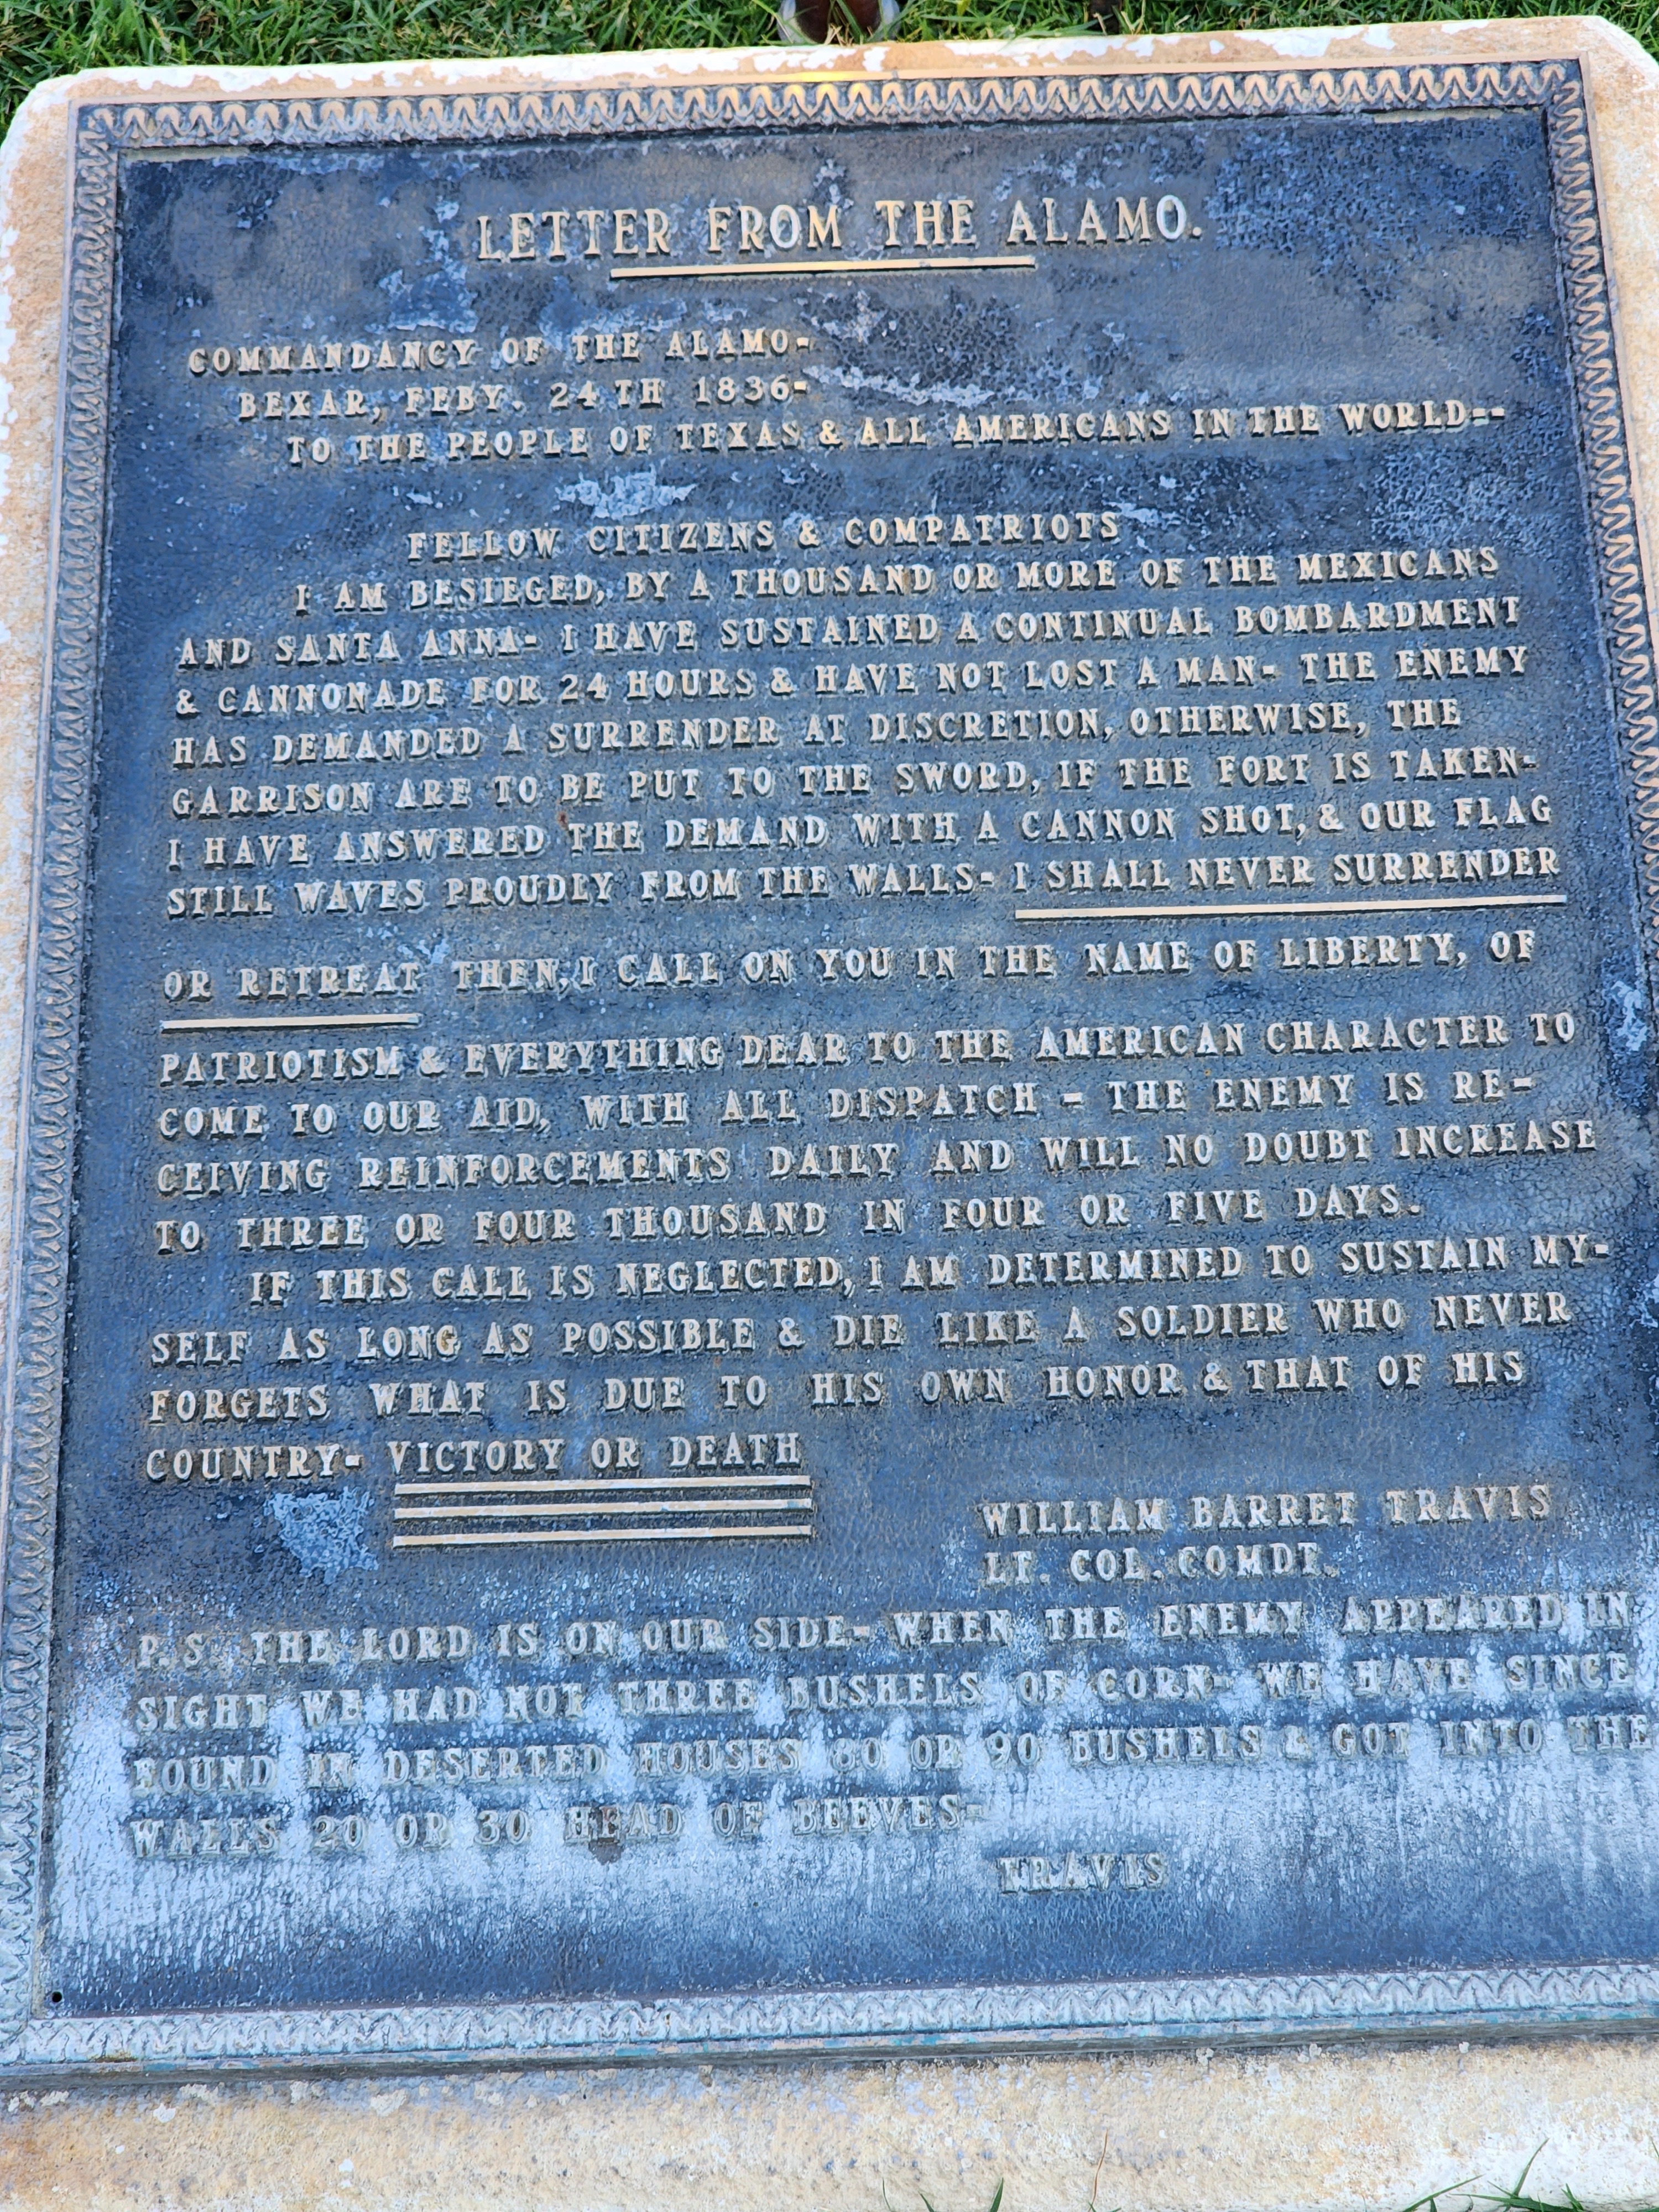 LETTER FROM THE ALAMO.
COMMANDANCY OF THE ALAMO-
BEXAR, FEBY. 24TH 1836-
TO THE PEOPLE OF TEXAS & ALL AMERICANS IN THE WORLD--
FELLOW CITIZENS & COMPATRIOTS
I AM BESIEGED, BY A THOUSAND OR MORE OF THE MEXICANS
AND SANTA ANNA- I HAVE SUSTAINED A CONTINUAL BOMBARDMENT
& CANNONADE FOR 24 HOURS & HAVE NOT LOST A MAN- THE ENEMY
HAS DEMANDED A SURRENDER AT DISCRETION, OTHERWISE, THE
GARRISON ARE TO BE PUT TO THE SWORD, IF THE FORT IS TAKEN-
I HAVE ANSWERED THE DEMAND WITH A CANNON SHOT, & OUR FLAG
STILL WAVES PROUDLY FROM THE WALLS- I SHALL NEVER SURRENDER
OR RETREAT THEN, I CALL ON YOU IN THE NAME OF LIBERTY, OF
PATRIOTISM & EVERYTHING DEAR TO THE AMERICAN CHARACTER TO
COME TO OUR AID, WITH ALL DISPATCH - THE ENEMY IS RE-
CEIVING REINFORCEMENTS DAILY AND WILL NO DOUBT INCREASE
TO THREE OR FOUR THOUSAND IN FOUR OR FIVE DAYS.
IF THIS CALL IS NEGLECTED, I AM DETERMINED TO SUSTAIN MY-
SELF AS LONG AS POSSIBLE & DIE LIKE A SOLDIER WHO NEVER
FORGETS WHAT IS DUE TO HIS OWN HONOR & THAT OF HIS
COUNTRY- VICTORY OR DEATH
WILLIAM BARRET TRAVIS
LT. COL. COMDT.
P.S. THE LORD IS ON OUR SIDE- WHEN THE ENEMY APPEARED IN
SIGHT WE HAD NOT THREE BUSHELS OF CORN- WE HAVE SINCE
FOUND IN DESERTED HOUSES 80 OR 90 BUSHELS & GOT INTO THE
WALLS 20 OR 30 HEAD OF BEEVES-
TRAVIS